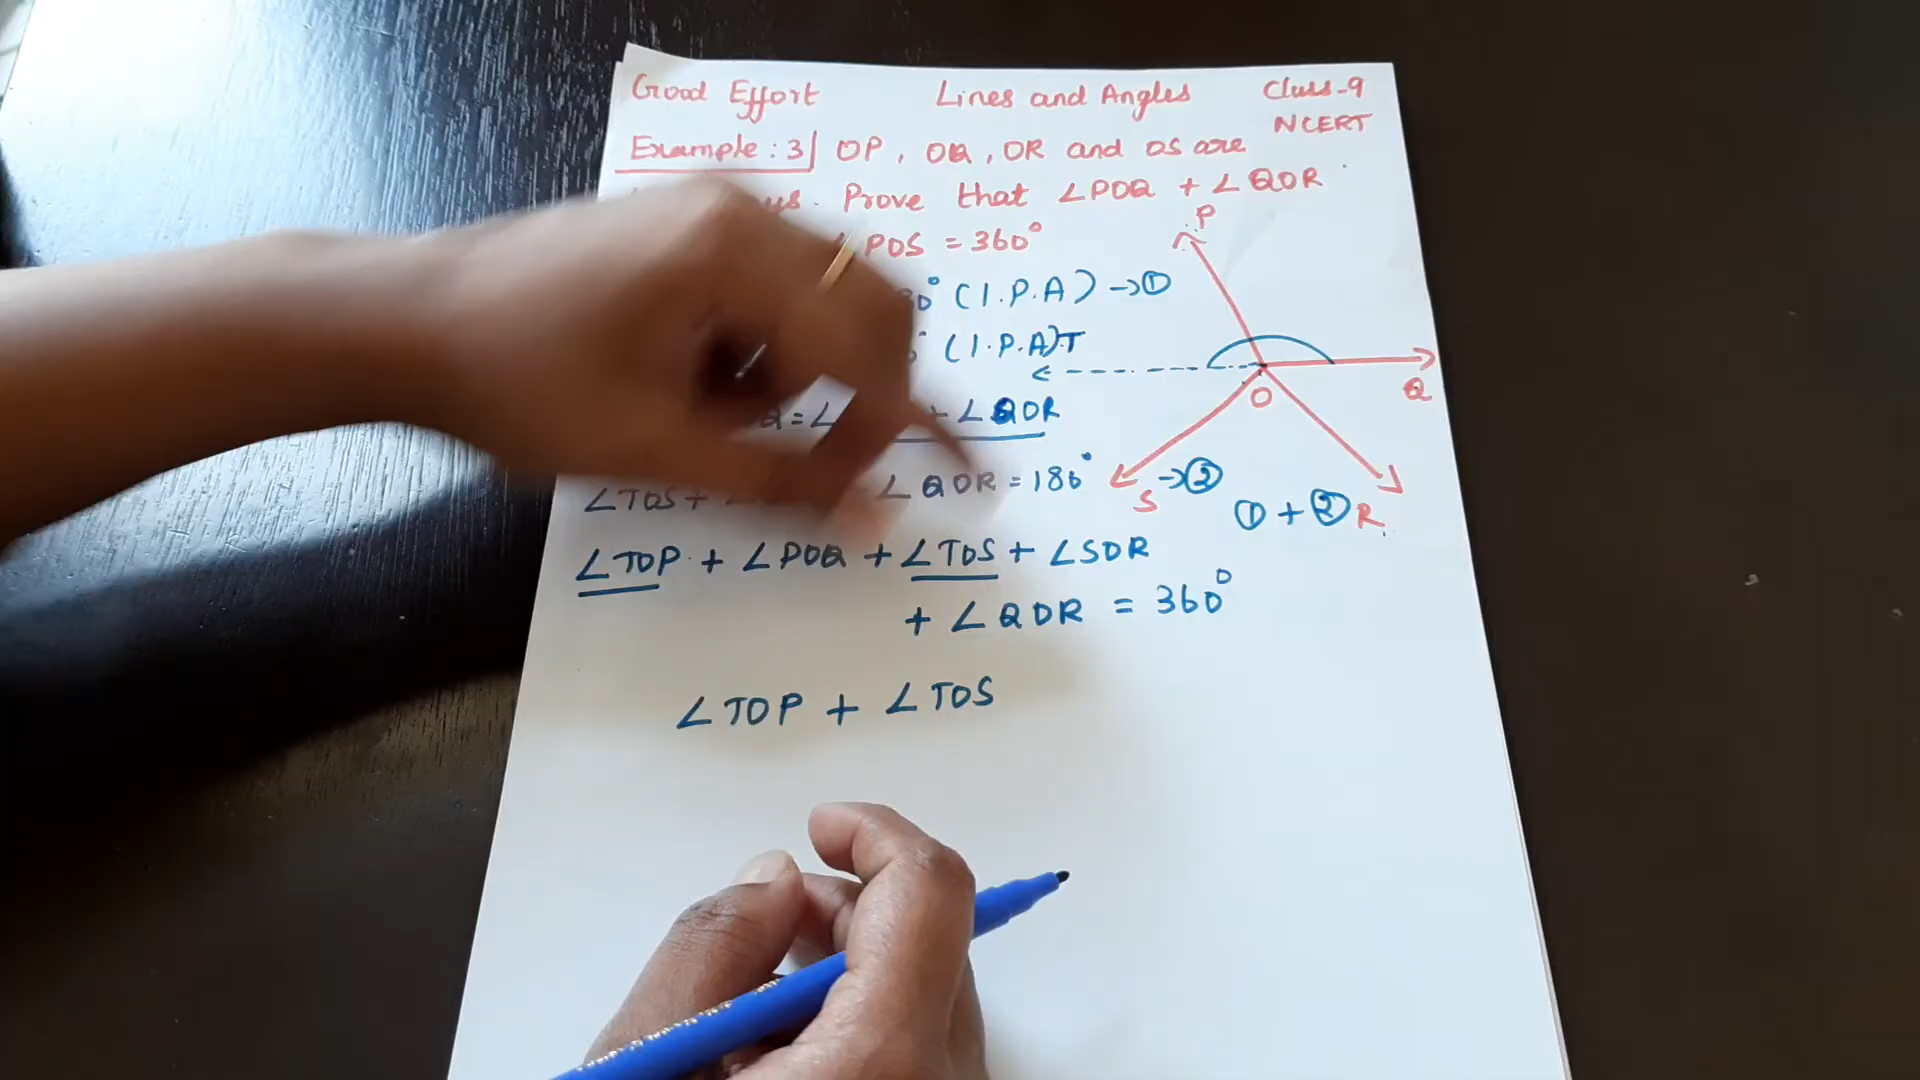 Good Effort Lines and Angles Class-9
NCERT
Example: 3 OP, OQ, OR and OS are
Prove that ∠POQ + ∠QOR
POS = 360°
P
(L.P.A) → ①
(L.P.A) T
O
Q
+ ∠QOR
∠TOS + ∠QOR = 180° → ②
S
① + ② R
∠TOP + ∠POQ + ∠TOS + ∠SOR
+ ∠QOR = 360°
∠TOP + ∠TOS